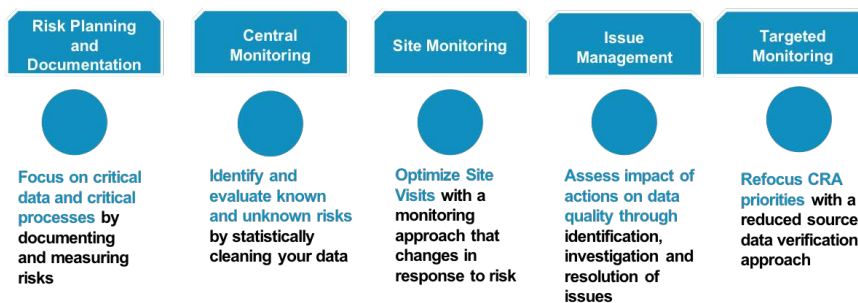 Risk Planning
and
Documentation
Central
Monitoring
Site Monitoring
Issue
Management
Targeted
Monitoring
Focus on critical
data and critical
processes by
documenting
and measuring
risks
Identify and
evaluate known
and unknown risks
by statistically
cleaning your data
Optimize Site
Visits with a
monitoring
approach that
changes in
response to risk
Assess impact of
actions on data
quality through
identification,
investigation and
resolution of
issues
Refocus CRA
priorities with a
reduced source
data verification
approach